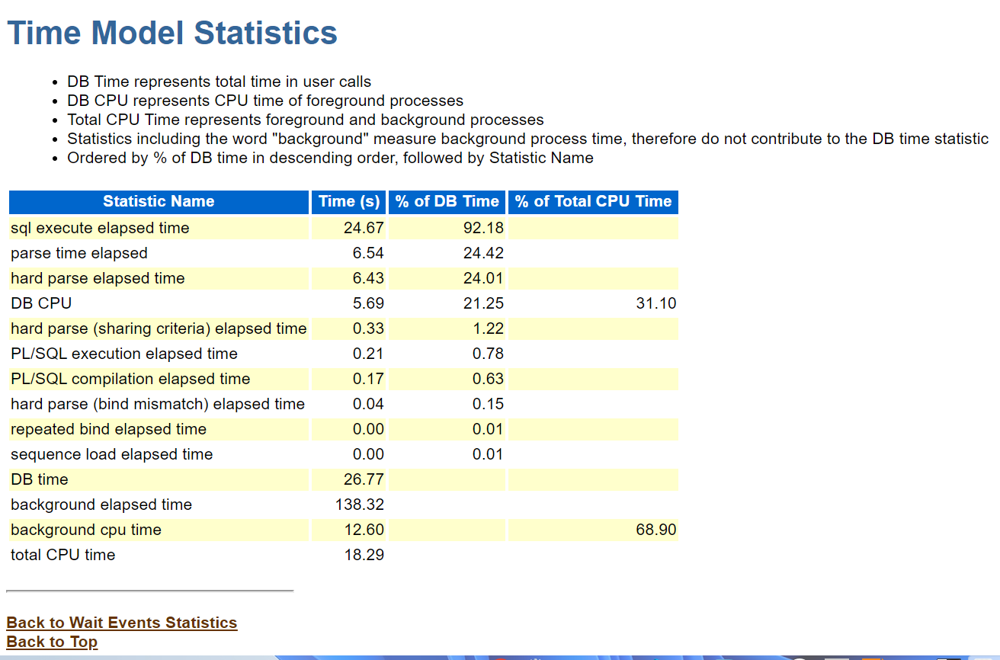 Time Model Statistics
• DB Time represents total time in user calls
• DB CPU represents CPU time of foreground processes
• Total CPU Time represents foreground and background processes
• Statistics including the word "background" measure background process time, therefore do not contribute to the DB time statistic
• Ordered by % of DB time in descending order, followed by Statistic Name
Statistic Name Time (s) % of DB Time % of Total CPU Time
sql execute elapsed time 24.67 92.18
parse time elapsed 6.54 24.42
hard parse elapsed time 6.43 24.01
DB CPU 5.69 21.25 31.10
hard parse (sharing criteria) elapsed time 0.33 1.22
PL/SQL execution elapsed time 0.21 0.78
PL/SQL compilation elapsed time 0.17 0.63
hard parse (bind mismatch) elapsed time 0.04 0.15
repeated bind elapsed time 0.00 0.01
sequence load elapsed time 0.00 0.01
DB time 26.77
background elapsed time 138.32
background cpu time 12.60 68.90
total CPU time 18.29
Back to Wait Events Statistics
Back to Top